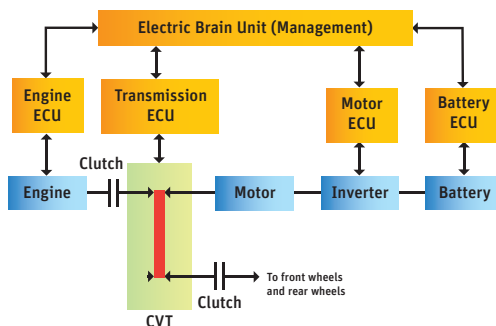 Electric Brain Unit (Management)
Engine
ECU
Transmission
ECU
Motor
ECU
Battery
ECU
Clutch
Engine
Motor
Inverter
Battery
To front wheels
and rear wheels
Clutch
CVT